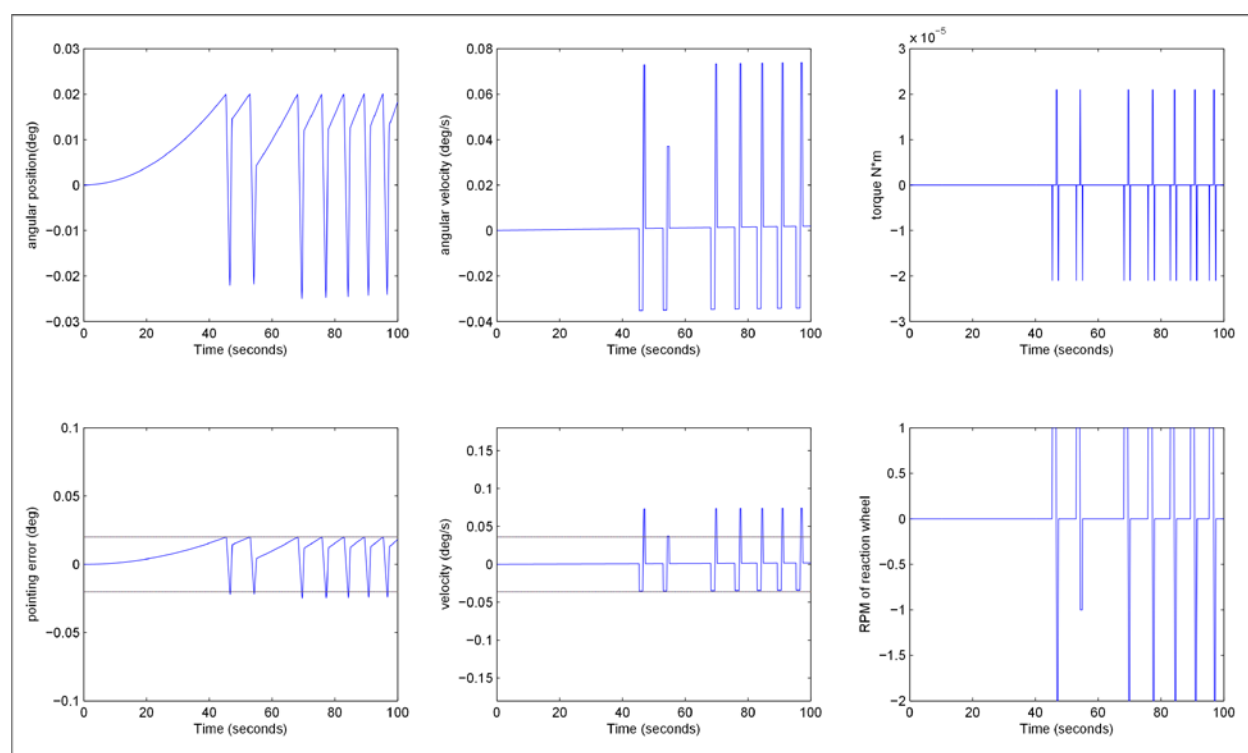 0.03
0.02
0.01
0
−0.01
−0.02
−0.03
angular position(deg)
0 20 40 60 80 100
Time (seconds)
0.08
0.06
0.04
0.02
0
−0.02
−0.04
angular velocity (deg/s)
0 20 40 60 80 100
Time (seconds)
x 10⁻⁵
3
2
1
0
−1
−2
−3
torque N*m
0 20 40 60 80 100
Time (seconds)
0.1
0.05
0
−0.05
−0.1
pointing error (deg)
0 20 40 60 80 100
Time (seconds)
0.15
0.1
0.05
0
−0.05
−0.1
−0.15
velocity (deg/s)
0 20 40 60 80 100
Time (seconds)
1
0.5
0
−0.5
−1
−1.5
−2
RPM of reaction wheel
0 20 40 60 80 100
Time (seconds)